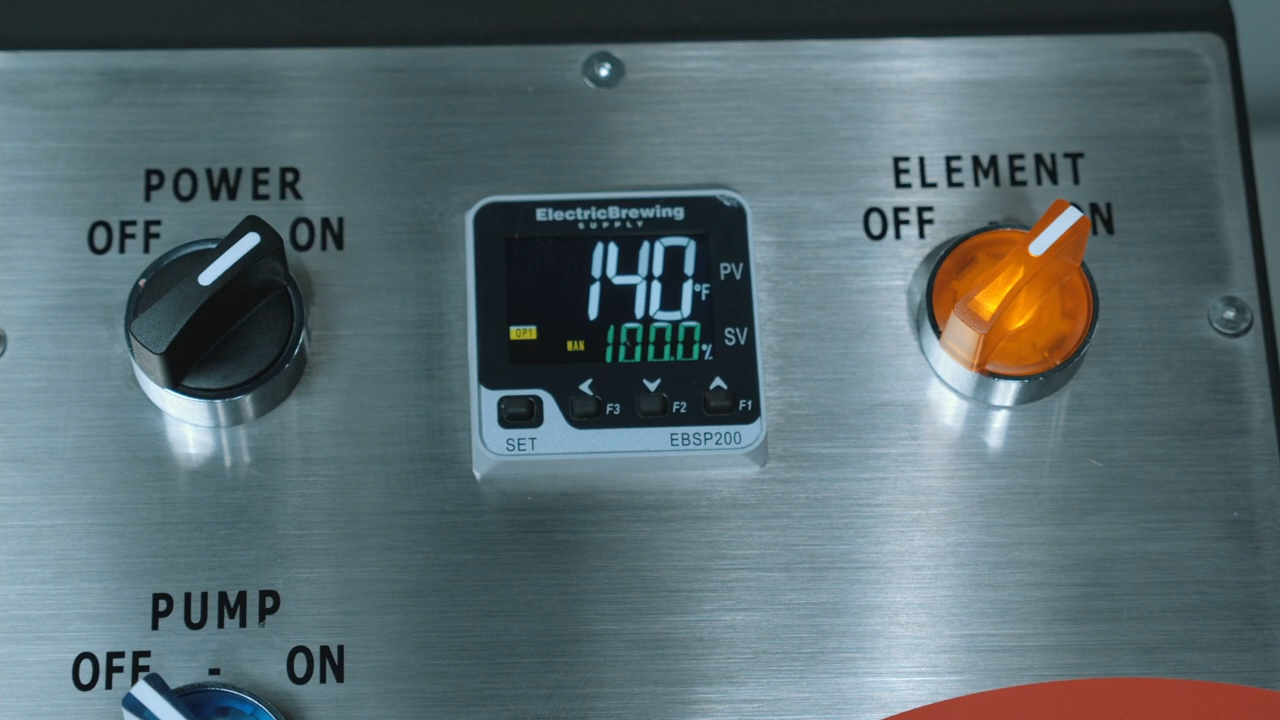 POWER
OFF ON
ElectricBrewing
SUPPLY
140 °F PV
OP1 MAN 100.0 % SV
F3 F2 F1
SET EBSP200
ELEMENT
OFF - ON
PUMP
OFF - ON